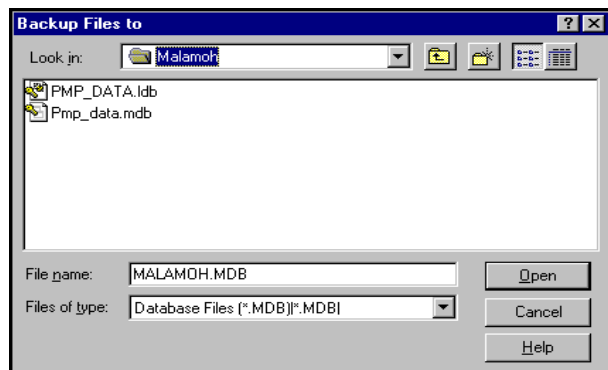 Backup Files to
Look in: Malamoh
PMP_DATA.ldb
Pmp_data.mdb
File name: MALAMOH.MDB Open
Files of type: Database Files (*.MDB)|*.MDB| Cancel
Help